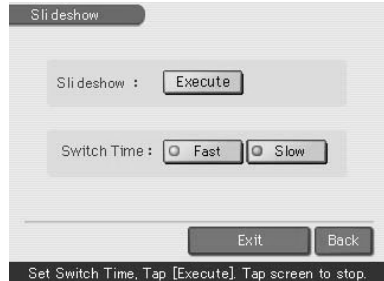 Slideshow
Slideshow : Execute
Switch Time : Fast Slow
Exit Back
Set Switch Time, Tap [Execute]. Tap screen to stop.